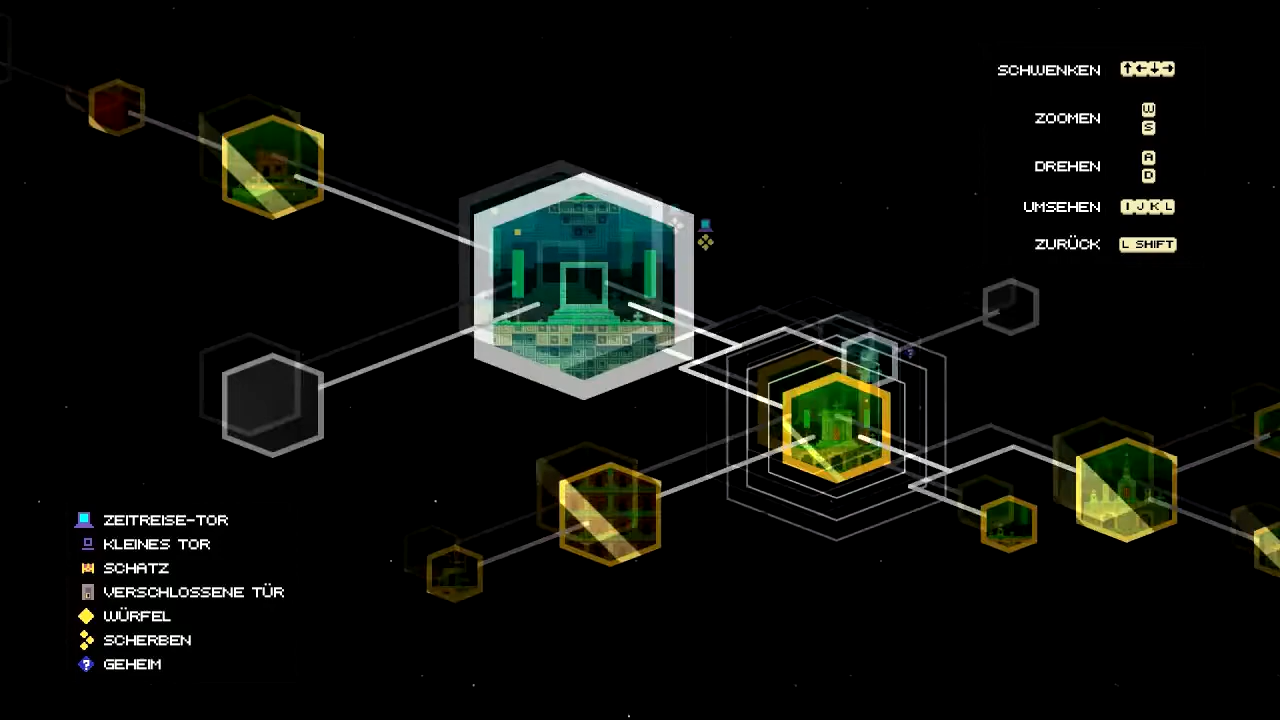 SCHWENKEN ↑←↓→
ZOOMEN W S
DREHEN A D
UMSEHEN I J K L
ZURÜCK L SHIFT
ZEITREISE-TOR
KLEINES TOR
SCHATZ
VERSCHLOSSENE TÜR
WÜRFEL
SCHERBEN
? GEHEIM